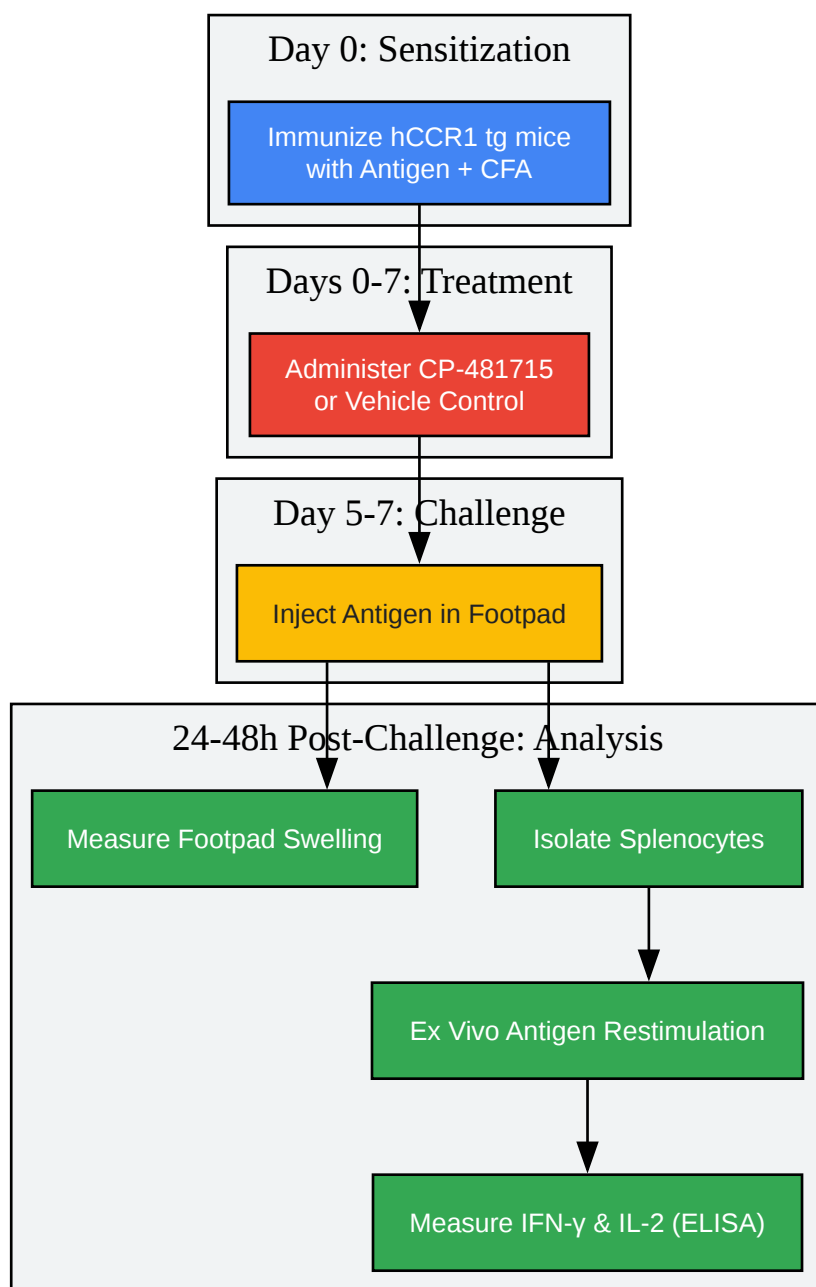 Day 0: Sensitization
Immunize hCCR1 tg mice
with Antigen + CFA
Days 0-7: Treatment
Administer CP-481715
or Vehicle Control
Day 5-7: Challenge
Inject Antigen in Footpad
24-48h Post-Challenge: Analysis
Measure Footpad Swelling
Isolate Splenocytes
Ex Vivo Antigen Restimulation
Measure IFN-γ & IL-2 (ELISA)